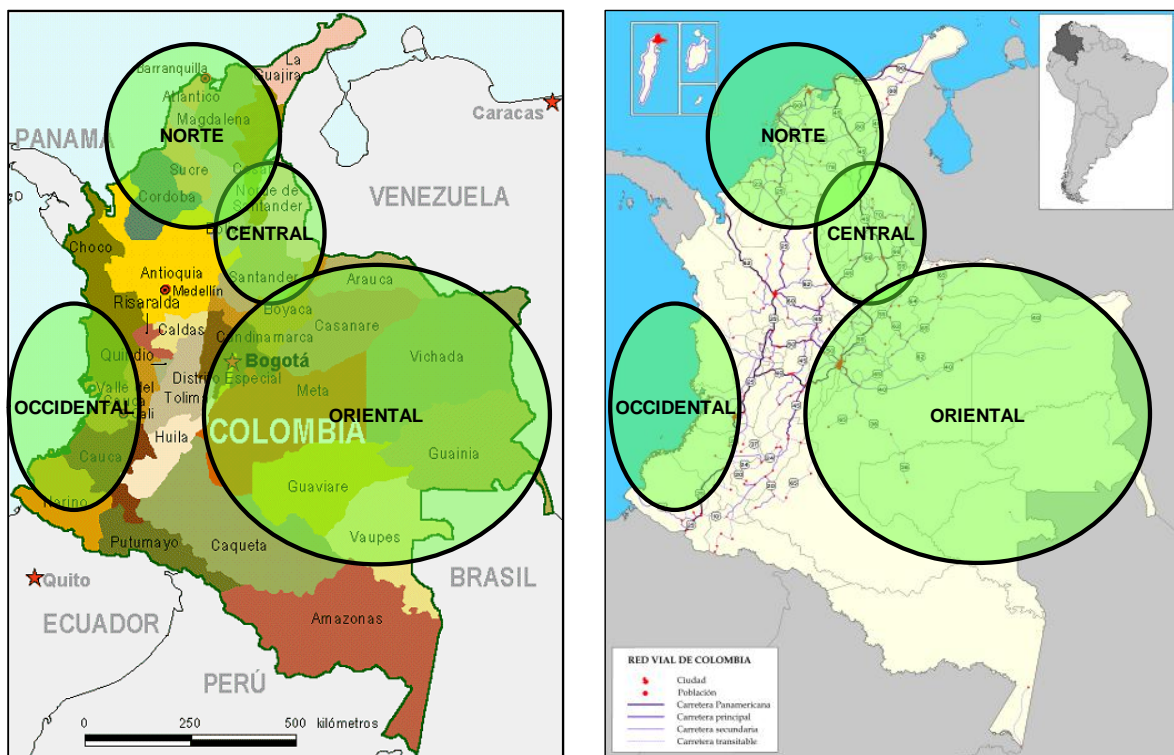 La
Guajira
Barranquilla
Atlantico
Magdalena
Caracas
NORTE
PANAMA
VENEZUELA
Sucre
Cordoba
Norte de
Santander
CENTRAL
Choco
Antioquia
Medellín
Santander
Arauca
Risaralda
Boyaca
Caldas
Cundinamarca
Casanare
Quindio
Bogotá
Vichada
Valle del
Cauca
Distrito Especial
Tolima
Meta
OCCIDENTAL
Cali
ORIENTAL
COLOMBIA
Huila
Cauca
Guainia
Guaviare
Narino
Putumayo
Caqueta
Vaupes
Quito
BRASIL
ECUADOR
Amazonas
PERÚ
0 250 500 kilómetros
NORTE
CENTRAL
OCCIDENTAL
ORIENTAL
RED VIAL DE COLOMBIA
Ciudad
Población
Carretera Panamericana
Carretera principal
Carretera secundaria
Carretera transitable